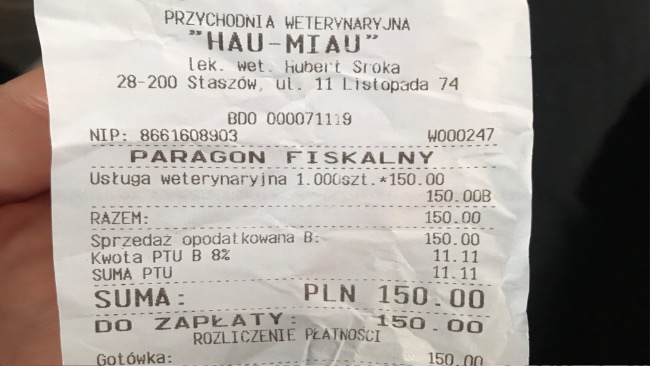 PRZYCHODNIA WETERYNARYJNA
"HAU-MIAU"
lek. wet. Hubert Sroka
28-200 Staszów, ul. 11 Listopada 74
BDO 000071119
NIP: 8661608903 W000247
PARAGON FISKALNY
Usługa weterynaryjna 1.000szt.*150.00
150.00B
RAZEM: 150.00
Sprzedaż opodatkowana B: 150.00
Kwota PTU B 8% 11.11
SUMA PTU 11.11
SUMA: PLN 150.00
DO ZAPŁATY: 150.00
ROZLICZENIE PŁATNOŚCI
Gotówka: 150.00